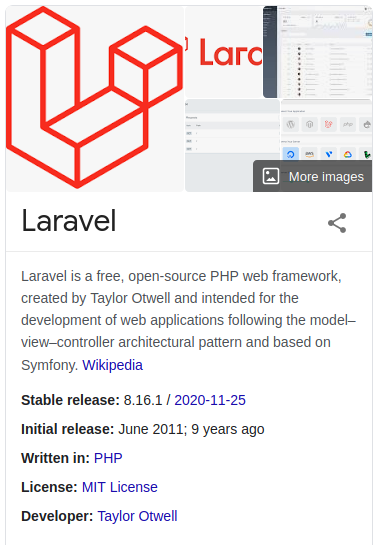 Larc
php
aws
More images
Laravel
Laravel is a free, open-source PHP web framework,
created by Taylor Otwell and intended for the
development of web applications following the model–
view–controller architectural pattern and based on
Symfony. Wikipedia
Stable release: 8.16.1 / 2020-11-25
Initial release: June 2011; 9 years ago
Written in: PHP
License: MIT License
Developer: Taylor Otwell